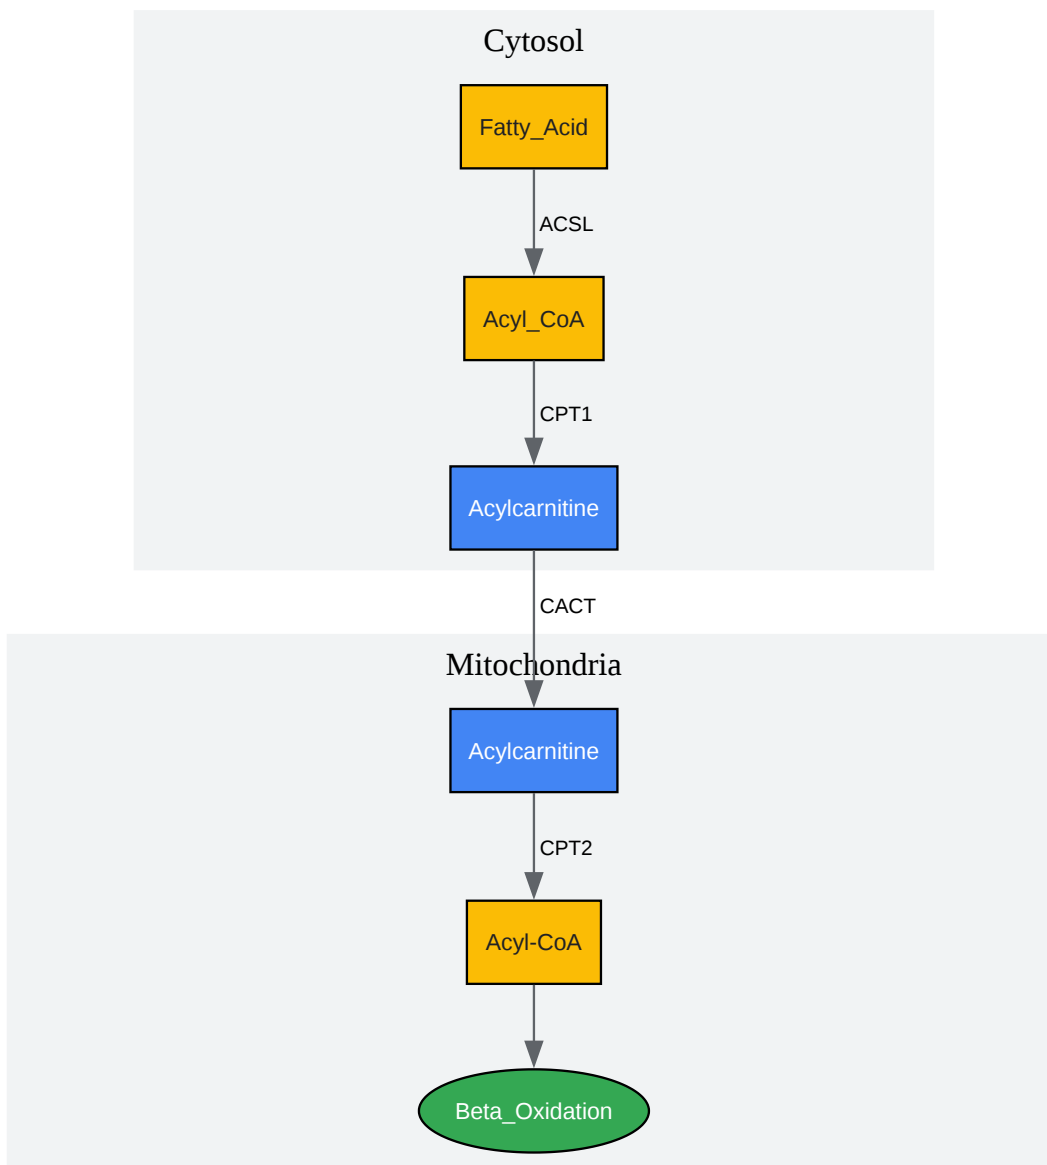 Cytosol
Fatty_Acid
ACSL
Acyl_CoA
CPT1
Acylcarnitine
CACT
Mitochondria
Acylcarnitine
CPT2
Acyl-CoA
Beta_Oxidation